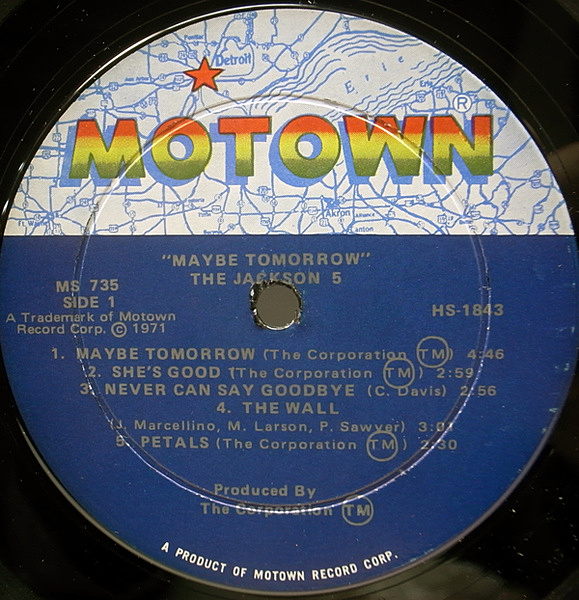 Detroit
Erie
Erie
®
MOTOWN
Akron
"MAYBE TOMORROW"
THE JACKSON 5
MS 735
SIDE 1
HS-1843
A Trademark of Motown
Record Corp. © 1971
1. MAYBE TOMORROW (The Corporation TM) 4:46
2. SHE'S GOOD (The Corporation TM) 2:59
3. NEVER CAN SAY GOODBYE (C. Davis) 2:56
4. THE WALL
(J. Marcellino, M. Larson, P. Sawyer) 3:01
5. PETALS (The Corporation TM) 2:30
Produced By
The Corporation TM
A PRODUCT OF MOTOWN RECORD CORP.